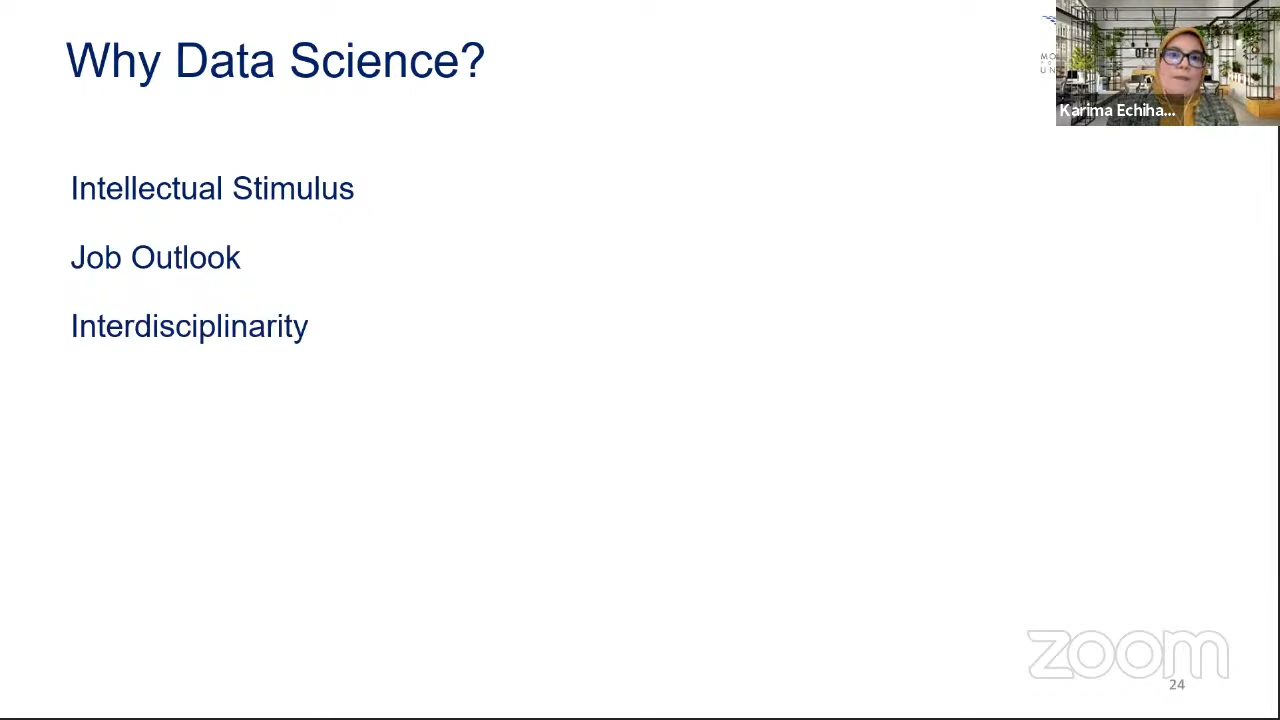 Why Data Science?
Intellectual Stimulus
Job Outlook
Interdisciplinarity
Karima Echiha...
zoom
24